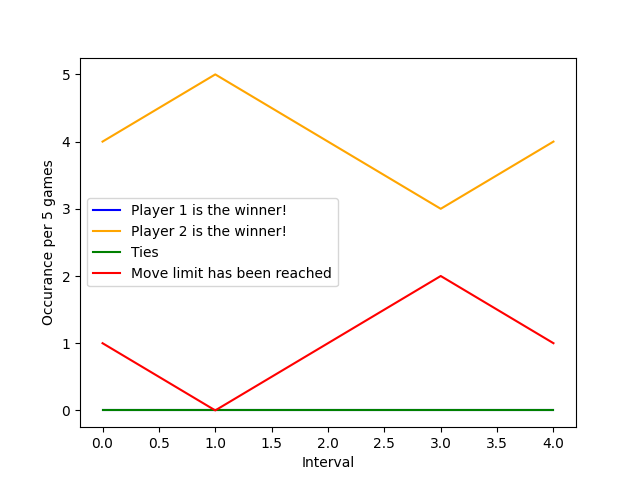 5
4
3
2
1
0
Occurance per 5 games
Player 1 is the winner!
Player 2 is the winner!
Ties
Move limit has been reached
0.0 0.5 1.0 1.5 2.0 2.5 3.0 3.5 4.0
Interval